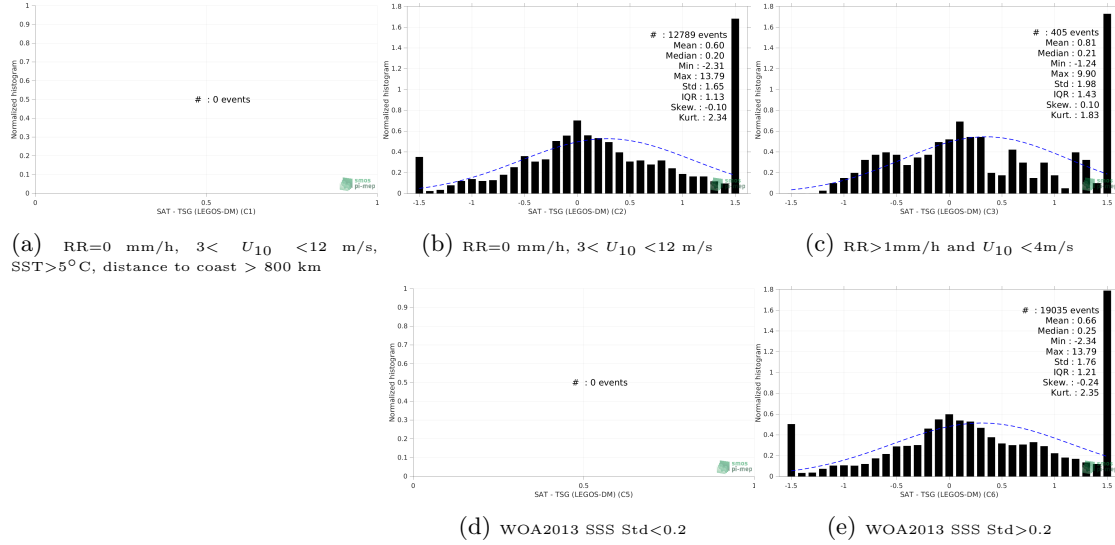 1
0.9
0.8
0.7
0.6
0.5
0.4
0.3
0.2
0.1
0
Normalized histogram
# : 0 events
smos
pi-mep
0 0.5 1
SAT - TSG (LEGOS-DM) (C1)
(a) RR=0 mm/h, 3< U10 <12 m/s,
SST>5°C, distance to coast > 800 km
1.8
1.6
1.4
1.2
1
0.8
0.6
0.4
0.2
0
Normalized histogram
# : 12789 events
Mean : 0.60
Median : 0.20
Min : -2.31
Max : 13.79
Std : 1.65
IQR : 1.13
Skew. : -0.10
Kurt. : 2.34
smos
pi-mep
-1.5 -1 -0.5 0 0.5 1 1.5
SAT - TSG (LEGOS-DM) (C2)
(b) RR=0 mm/h, 3< U10 <12 m/s
1.8
1.6
1.4
1.2
1
0.8
0.6
0.4
0.2
0
Normalized histogram
# : 405 events
Mean : 0.81
Median : 0.21
Min : -1.24
Max : 9.90
Std : 1.98
IQR : 1.43
Skew. : 0.10
Kurt. : 1.83
smos
pi-mep
-1.5 -1 -0.5 0 0.5 1 1.5
SAT - TSG (LEGOS-DM) (C3)
(c) RR>1mm/h and U10 <4m/s
1
0.9
0.8
0.7
0.6
0.5
0.4
0.3
0.2
0.1
0
Normalized histogram
# : 0 events
smos
pi-mep
0 0.5 1
SAT - TSG (LEGOS-DM) (C5)
(d) WOA2013 SSS Std<0.2
1.8
1.6
1.4
1.2
1
0.8
0.6
0.4
0.2
0
Normalized histogram
# : 19035 events
Mean : 0.66
Median : 0.25
Min : -2.34
Max : 13.79
Std : 1.76
IQR : 1.21
Skew. : -0.24
Kurt. : 2.35
smos
pi-mep
-1.5 -1 -0.5 0 0.5 1 1.5
SAT - TSG (LEGOS-DM) (C6)
(e) WOA2013 SSS Std>0.2